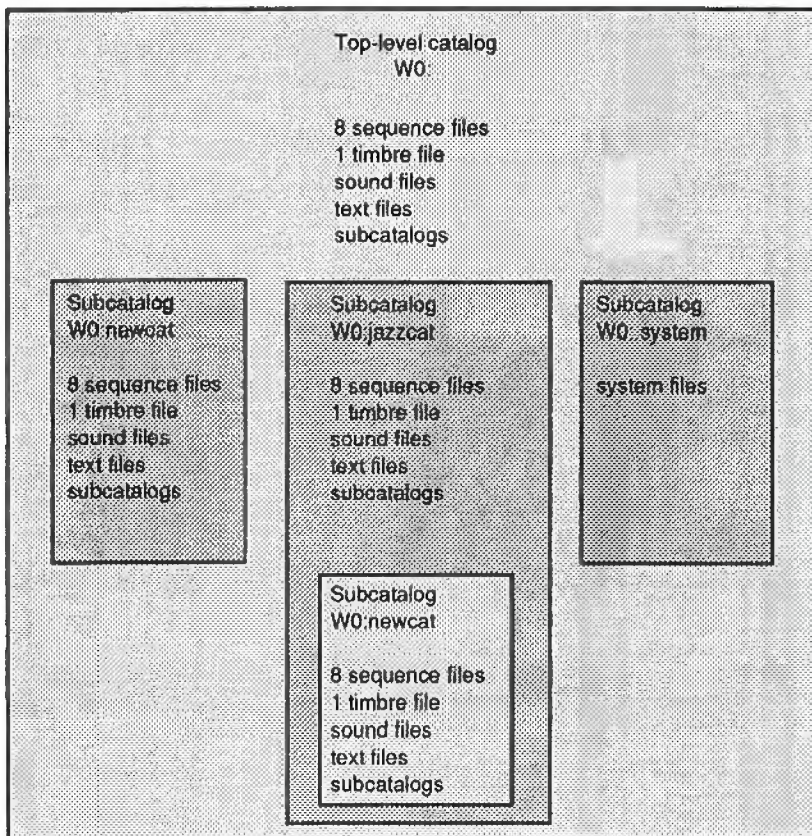 Top-level catalog
W0:
8 sequence files
1 timbre file
sound files
text files
subcatalogs
Subcatalog
W0:newcat
8 sequence files
1 timbre file
sound files
text files
subcatalogs
Subcatalog
W0:jazzcat
8 sequence files
1 timbre file
sound files
text files
subcatalogs
Subcatalog
W0:newcat
8 sequence files
1 timbre file
sound files
text files
subcatalogs
Subcatalog
W0:.system
system files